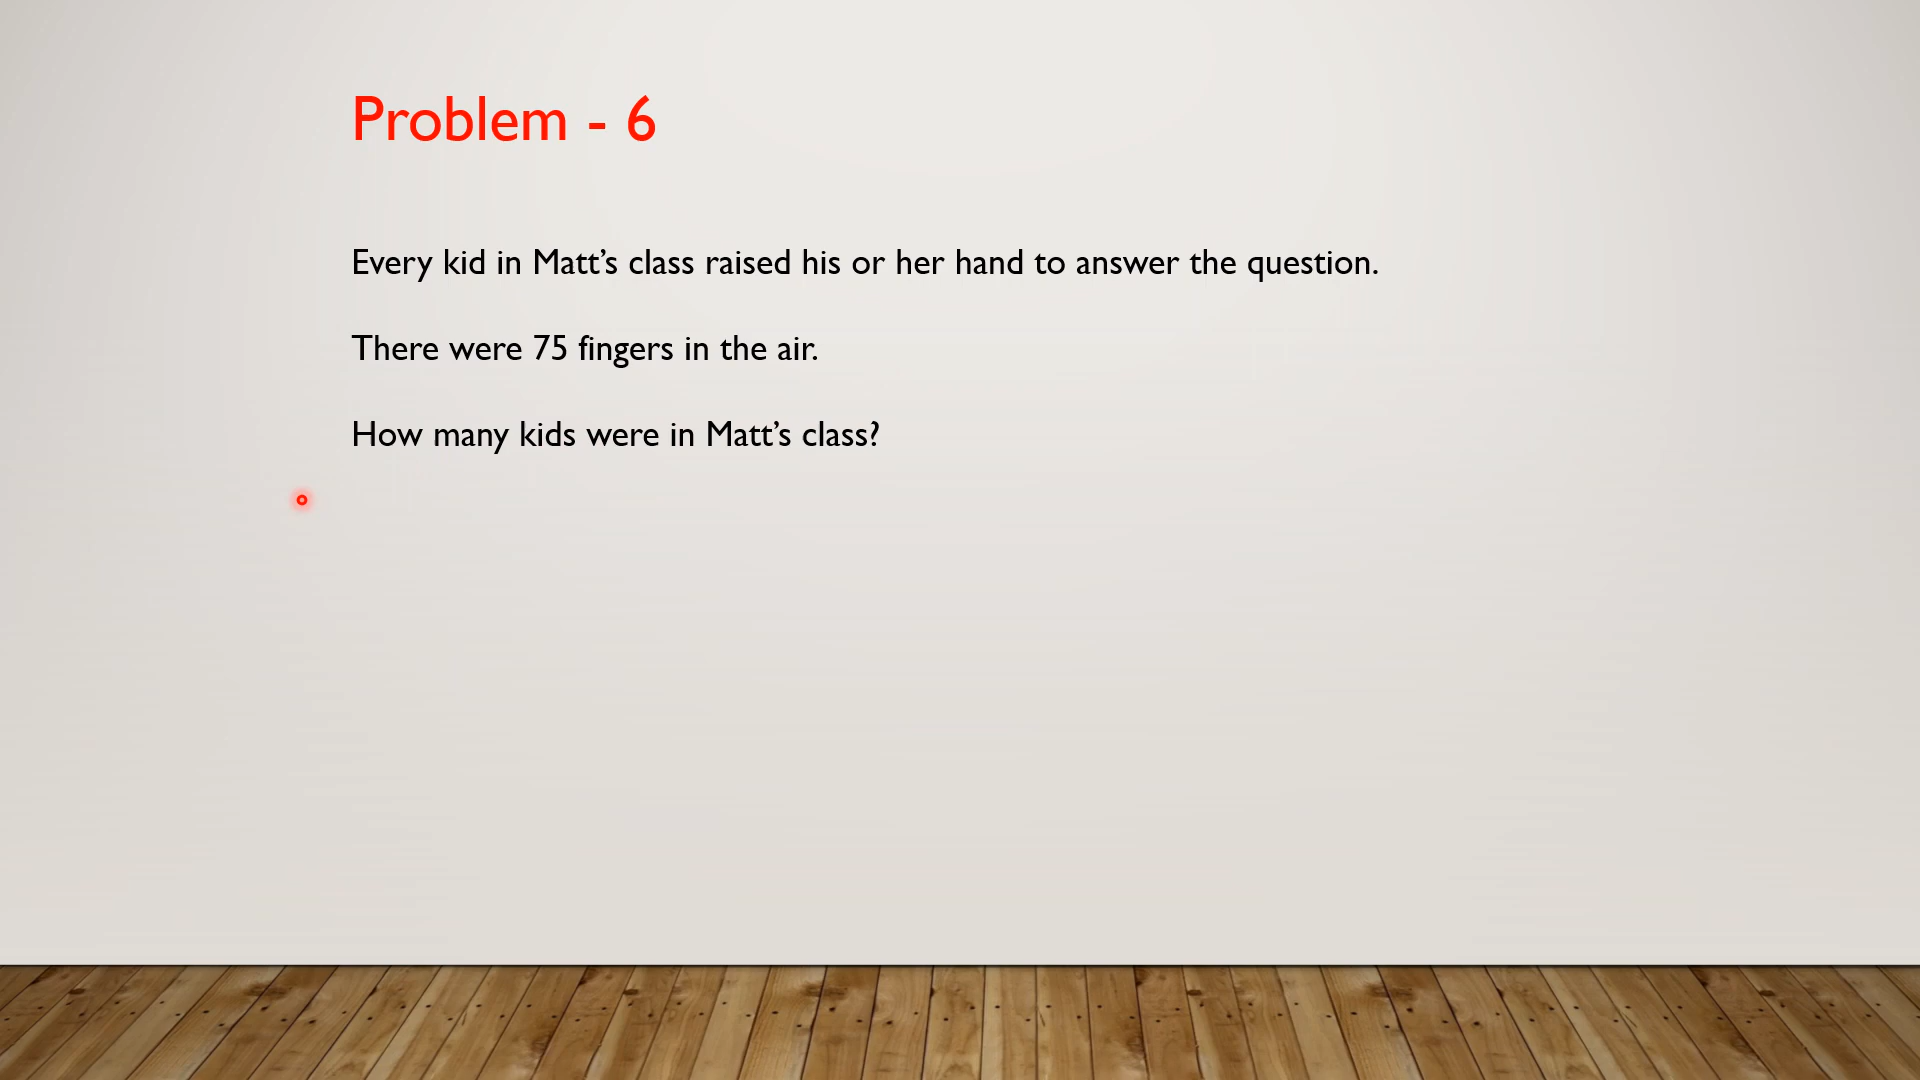 Problem - 6
Every kid in Matt’s class raised his or her hand to answer the question.
There were 75 fingers in the air.
How many kids were in Matt’s class?